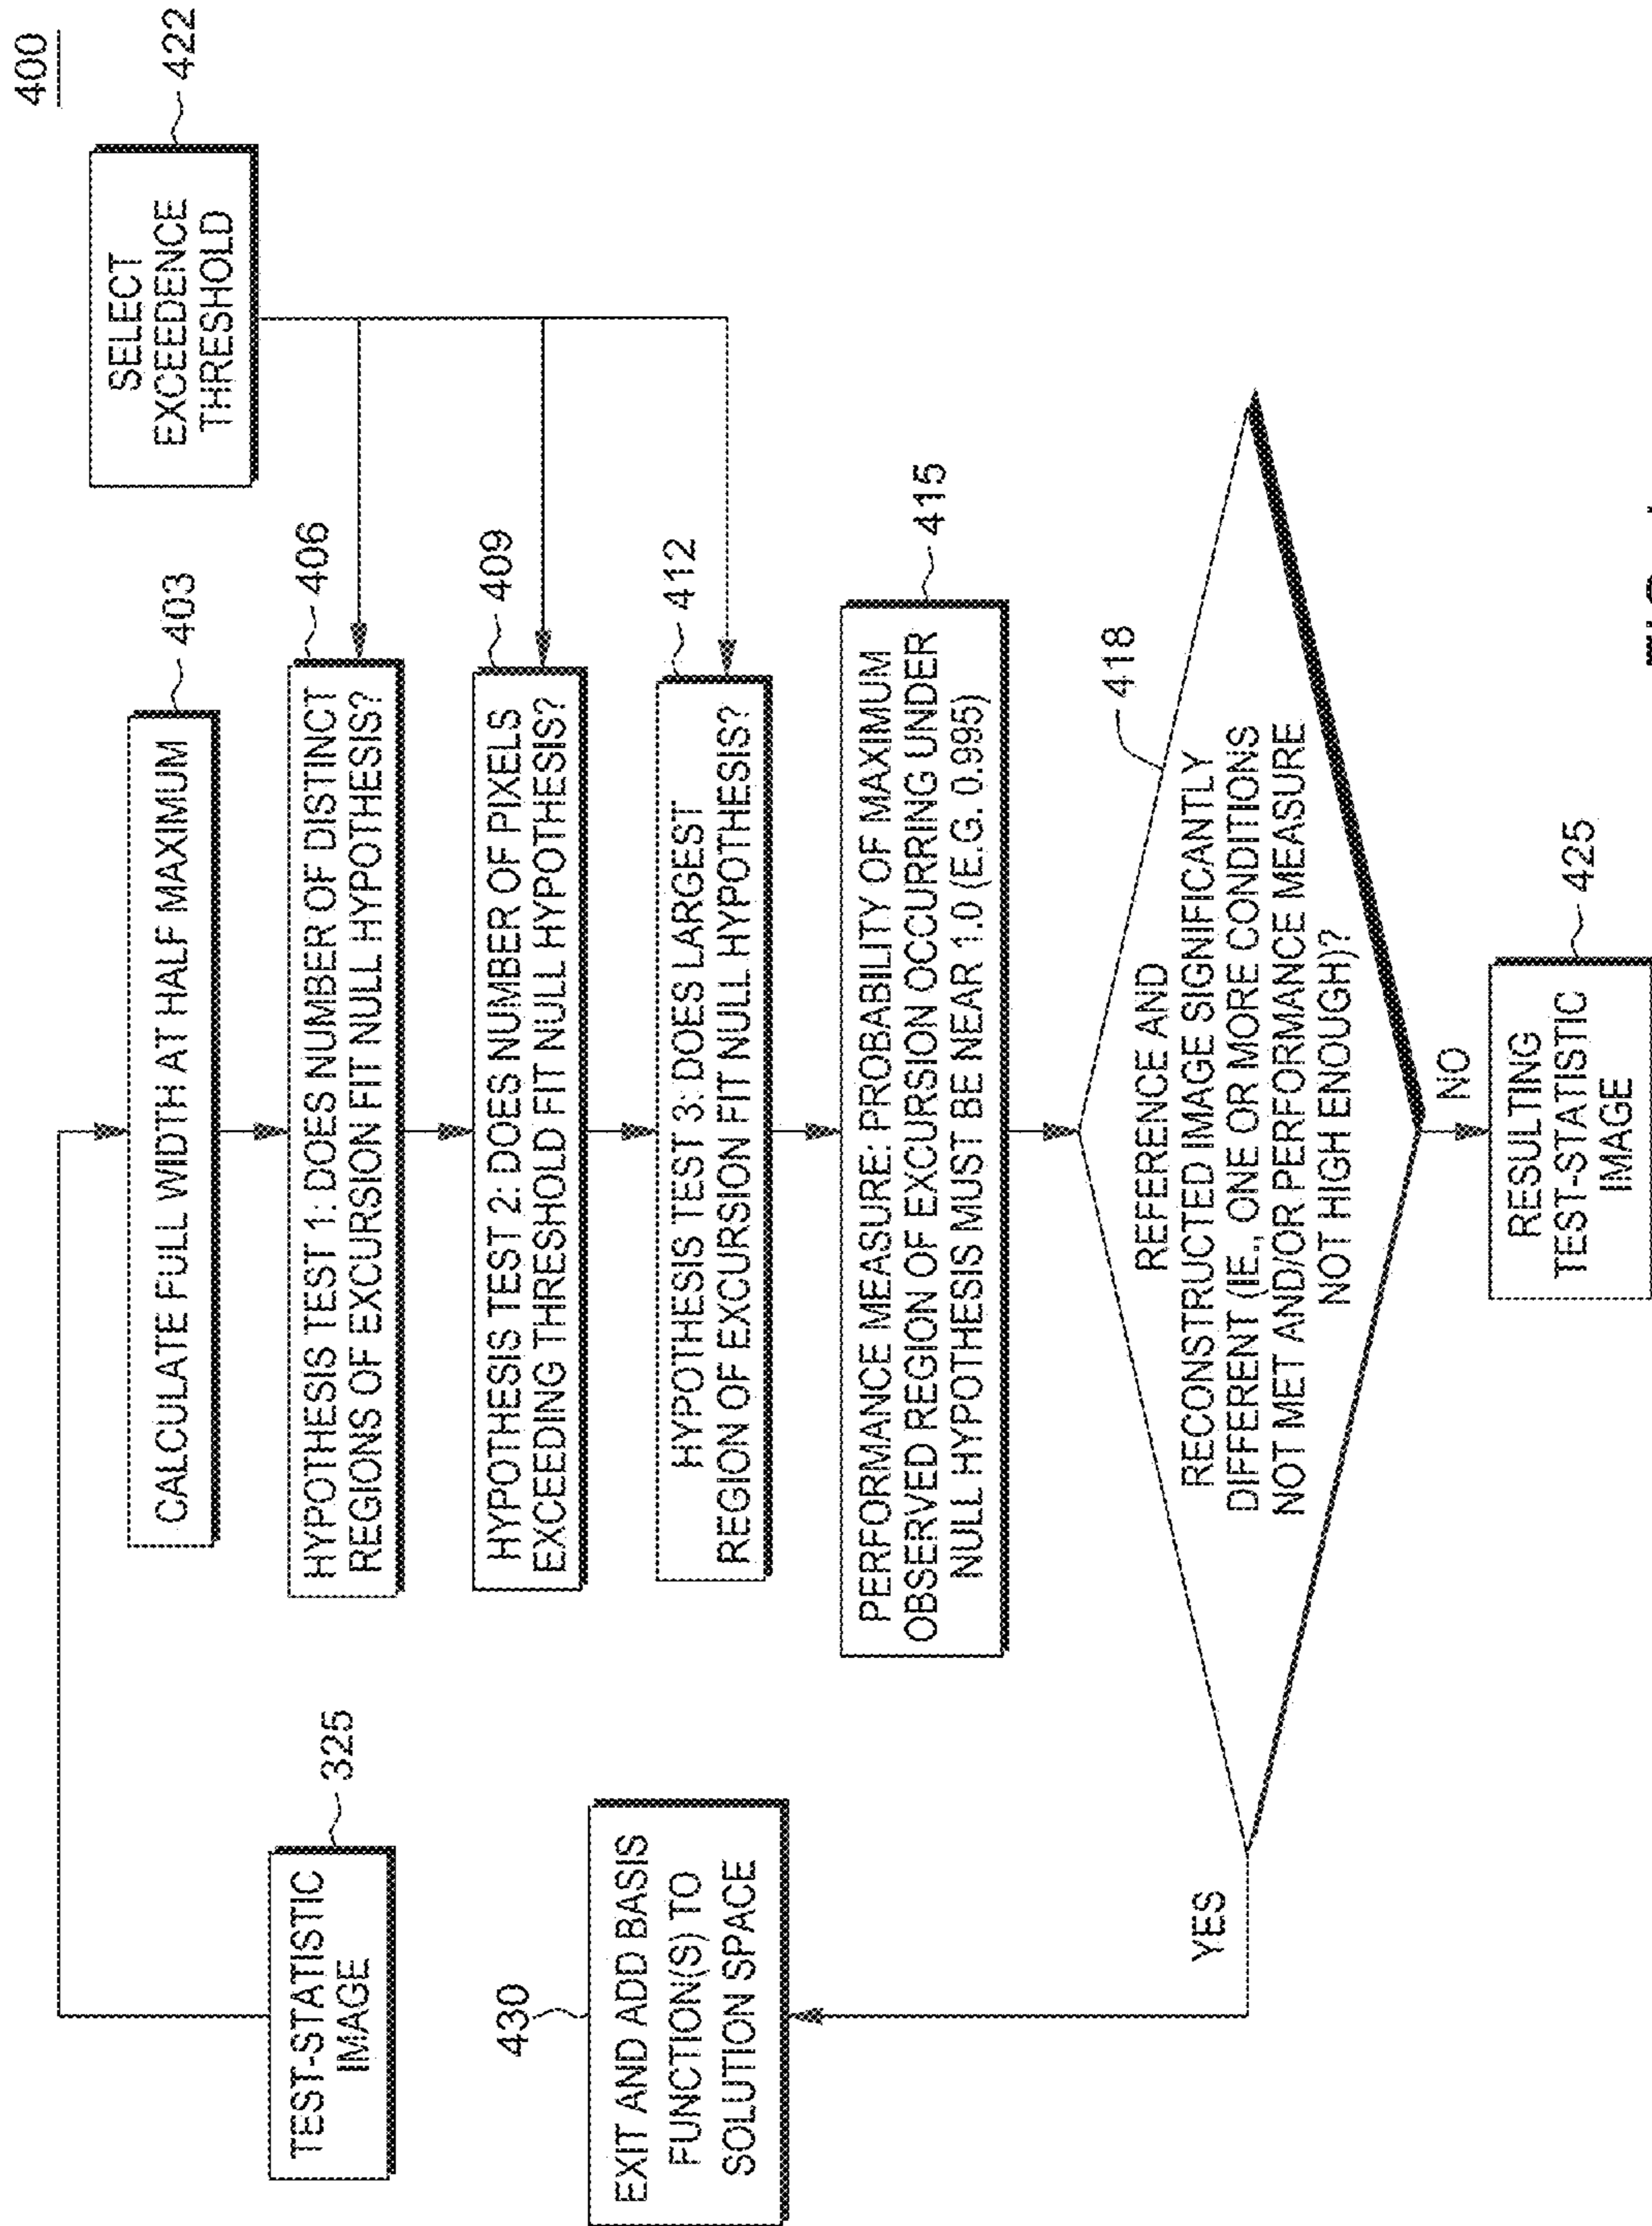 400
TEST-STATISTIC
IMAGE
325
CALCULATE FULL WIDTH AT HALF MAXIMUM
403
SELECT
EXCEEDENCE
THRESHOLD
422
HYPOTHESIS TEST 1: DOES NUMBER OF DISTINCT
REGIONS OF EXCURSION FIT NULL HYPOTHESIS?
406
HYPOTHESIS TEST 2: DOES NUMBER OF PIXELS
EXCEEDING THRESHOLD FIT NULL HYPOTHESIS?
409
HYPOTHESIS TEST 3: DOES LARGEST
REGION OF EXCURSION FIT NULL HYPOTHESIS?
412
430
EXIT AND ADD BASIS
FUNCTION(S) TO
SOLUTION SPACE
PERFORMANCE MEASURE: PROBABILITY OF MAXIMUM
OBSERVED REGION OF EXCURSION OCCURRING UNDER
NULL HYPOTHESIS MUST BE NEAR 1.0 (E.G. 0.995)
415
418
REFERENCE AND
RECONSTRUCTED IMAGE SIGNIFICANTLY
DIFFERENT (IE., ONE OR MORE CONDITIONS
NOT MET AND/OR PERFORMANCE MEASURE
NOT HIGH ENOUGH)?
YES
NO
RESULTING
TEST-STATISTIC
IMAGE
425